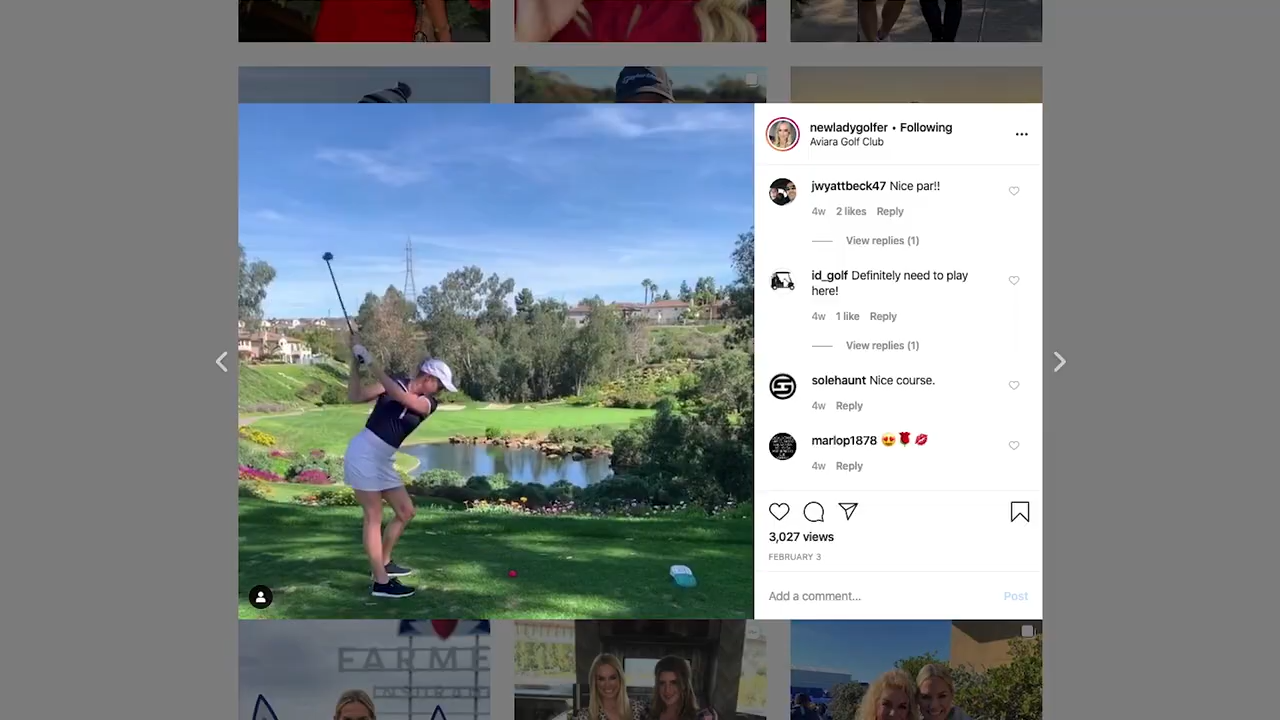 newladygolfer • Following
Aviara Golf Club
jwyattbeck47 Nice par!!
4w 2 likes Reply
View replies (1)
id_golf Definitely need to play
here!
4w 1 like Reply
View replies (1)
solehaunt Nice course.
4w Reply
marlop1878 😍🌹💋
4w Reply
3,027 views
FEBRUARY 3
Add a comment... Post
FARME
INSURAN